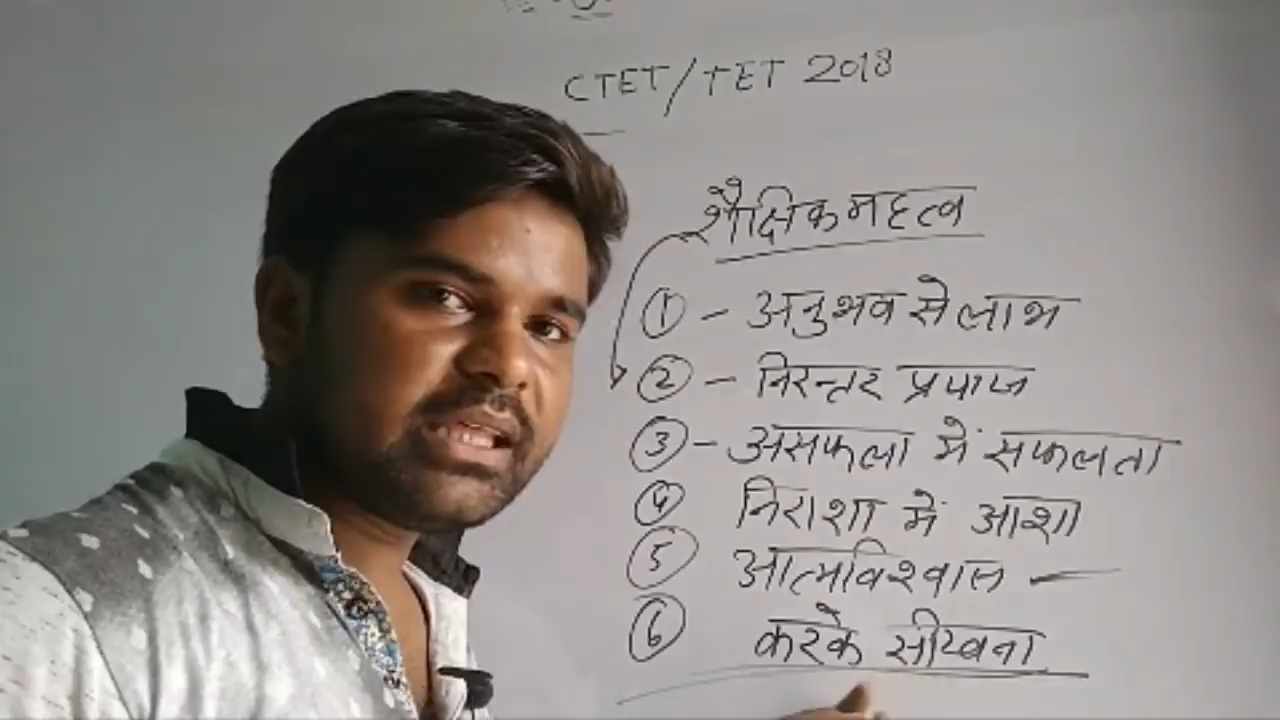 CTET/TET 2018
शैक्षिक महत्व
① - अनुभव से लाभ
② - निरन्तर प्रयास
③ - असफला में सफलता
④ निराशा में आशा
⑤ आत्मविश्वास
⑥ करके सीखना